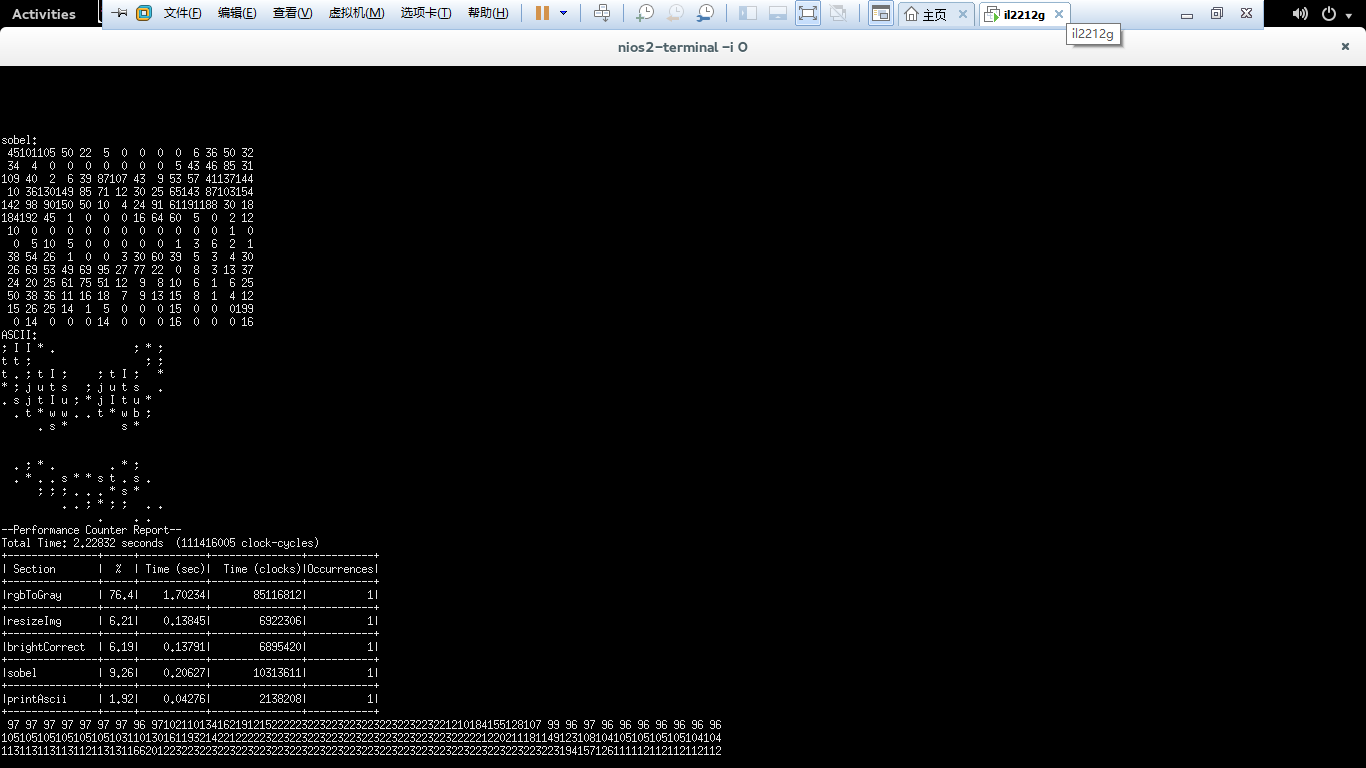 Activities 文件(F) 编辑(E) 查看(V) 虚拟机(M) 选项卡(T) 帮助(H) 主页 il2212g
il2212g
nios2-terminal -i 0
sobel:
 45101105 50 22  5  0  0  0  0  6 36 50 32
 34  4  0  0  0  0  0  0  0  5 43 46 85 31
109 40  2  6 39 87107 43  9 53 57 41137144
 10 36130149 85 71 12 30 25 65143 87103154
142 98 90150 50 10  4 24 91 61191188 30 18
184192 45  1  0  0  0 16 64 60  5  0  2 12
 10  0  0  0  0  0  0  0  0  0  0  0  1  0
  0  5 10  5  0  0  0  0  0  1  3  6  2  1
 38 54 26  1  0  0  3 30 60 39  5  3  4 30
 26 69 53 49 69 95 27 77 22  0  8  3 13 37
 24 20 25 61 75 51 12  9  8 10  6  1  6 25
 50 38 36 11 16 18  7  9 13 15  8  1  4 12
 15 26 25 14  1  5  0  0  0 15  0  0  0199
  0 14  0  0  0 14  0  0  0 16  0  0  0 16
ASCII:
; I I * .             ; * ;
t t ;                   ; ;
t . ; t I ;     ; t I ;   *
* ; j u t s   ; j u t s   .
. s j t I u ; * j I t u *
  . t * w w . . t * w b ;
      . s *         s *
  . ; * .         . * ;
  . * . . s * * s t . s .
      ; ; ; . . . * s *
          . . ; * ; ;   . .
                .     . .
--Performance Counter Report--
Total Time: 2.22832 seconds  (111416005 clock-cycles)
+---------------+-----+-----------+---------------+-----------+
| Section       |  %  | Time (sec)|  Time (clocks)|Occurrences|
+---------------+-----+-----------+---------------+-----------+
|rgbToGray      | 76.4|    1.70234|       85116812|          1|
+---------------+-----+-----------+---------------+-----------+
|resizeImg      | 6.21|    0.13845|        6922306|          1|
+---------------+-----+-----------+---------------+-----------+
|brightCorrect  | 6.19|    0.13791|        6895420|          1|
+---------------+-----+-----------+---------------+-----------+
|sobel          | 9.26|    0.20627|       10313611|          1|
+---------------+-----+-----------+---------------+-----------+
|printAscii     | 1.92|    0.04276|        2138208|          1|
+---------------+-----+-----------+---------------+-----------+
 97 97 97 97 97 97 97 96 97102110134162191215222223223223223223223223223223221210184155128107 99 96 97 96 96 96 96 96 96
105105105105105105103110130169193214221222223223223223223223223223222221220211181149123108104105105105105104104
113113113113113112113131166201223223223223223223223223223223223223223223223223194157126111112112112112112